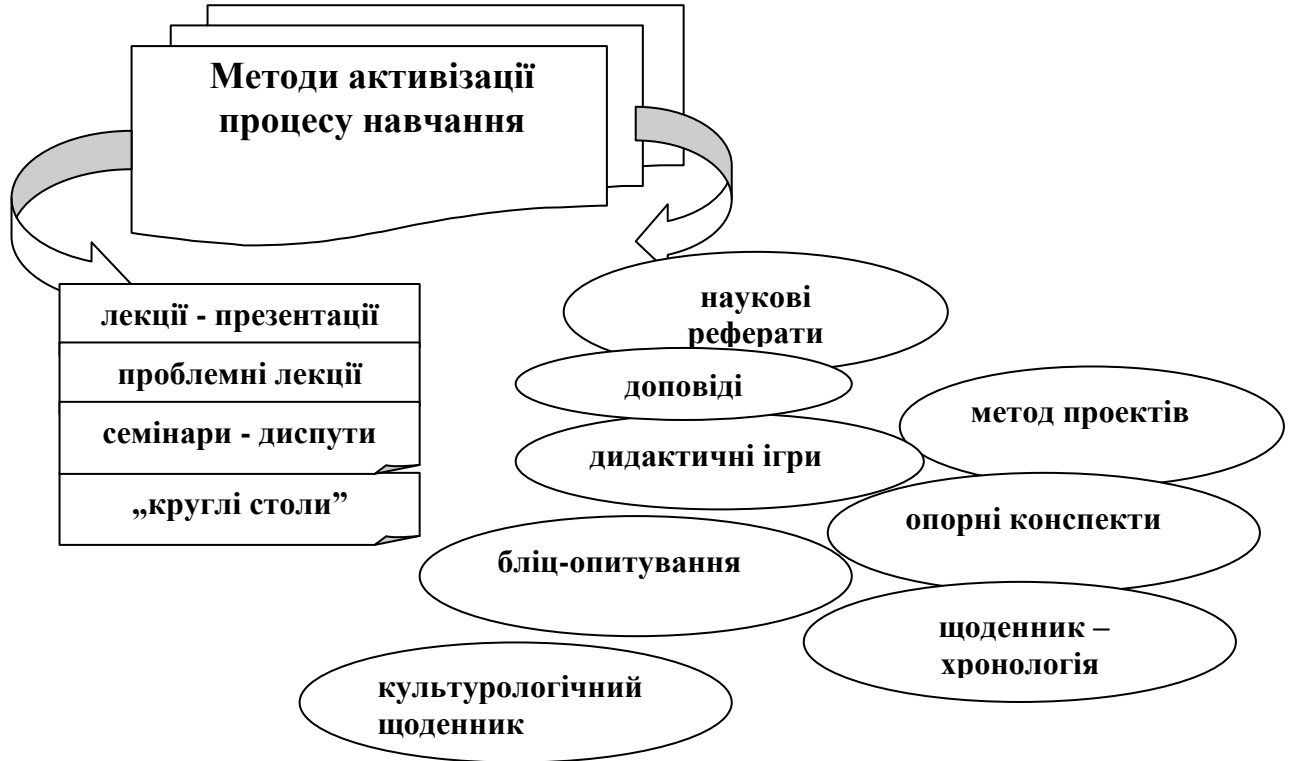 Методи активізації
процесу навчання
лекції - презентації
проблемні лекції
семінари - диспути
„круглі столи”
наукові
реферати
доповіді
дидактичні ігри
метод проектів
опорні конспекти
бліц-опитування
щоденник –
хронологія
культурологічний
щоденник